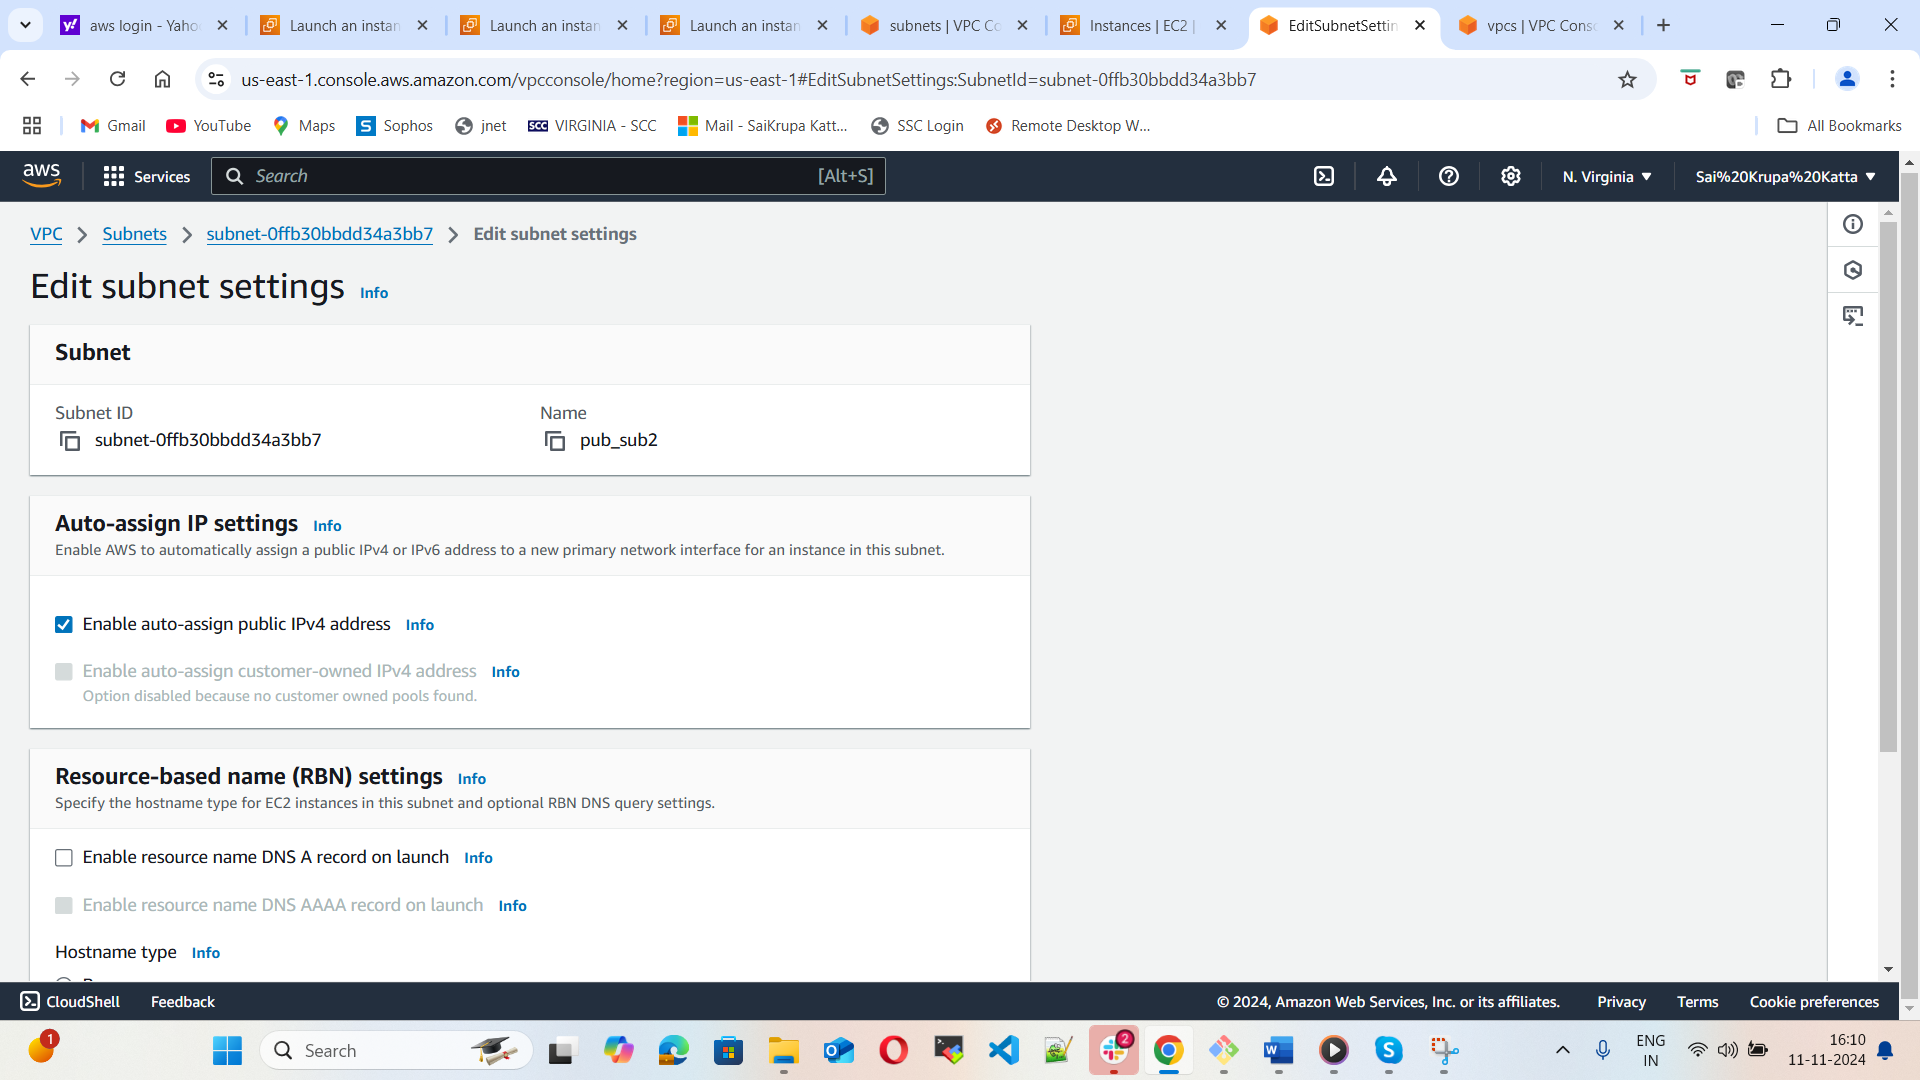 aws login - Yaho
Launch an instan
Launch an instan
Launch an instan
subnets | VPC Co
Instances | EC2 |
EditSubnetSettin
vpcs | VPC Conso
us-east-1.console.aws.amazon.com/vpcconsole/home?region=us-east-1#EditSubnetSettings:SubnetId=subnet-0ffb30bbdd34a3bb7
Gmail
YouTube
Maps
Sophos
jnet
SCC VIRGINIA - SCC
Mail - SaiKrupa Katt...
SSC Login
Remote Desktop W...
All Bookmarks
aws
Services
Search
[Alt+S]
N. Virginia
Sai%20Krupa%20Katta
VPC
Subnets
subnet-0ffb30bbdd34a3bb7
Edit subnet settings
Edit subnet settings Info
Subnet
Subnet ID
Name
subnet-0ffb30bbdd34a3bb7
pub_sub2
Auto-assign IP settings Info
Enable AWS to automatically assign a public IPv4 or IPv6 address to a new primary network interface for an instance in this subnet.
Enable auto-assign public IPv4 address Info
Enable auto-assign customer-owned IPv4 address Info
Option disabled because no customer owned pools found.
Resource-based name (RBN) settings Info
Specify the hostname type for EC2 instances in this subnet and optional RBN DNS query settings.
Enable resource name DNS A record on launch Info
Enable resource name DNS AAAA record on launch Info
Hostname type Info
CloudShell
Feedback
© 2024, Amazon Web Services, Inc. or its affiliates.
Privacy
Terms
Cookie preferences
1
Search
2
ENG
IN
16:10
11-11-2024